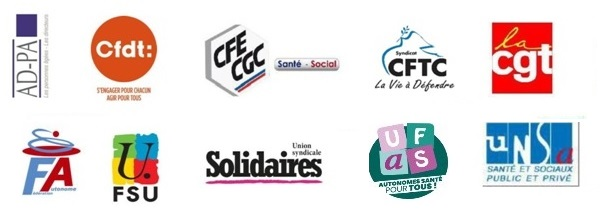 AD-PA
Les personnes âgées - Les directeurs
Cfdt:
S'ENGAGER POUR CHACUN
AGIR POUR TOUS
CFE
CGC
Santé - Social
Syndicat
CFTC
La Vie à Défendre
la
cgt
FA
Autonome
U.
FSU
Union
syndicale
Solidaires
UF
aS
AUTONOMES SANTÉ
POUR TOUS !
unsa
SANTÉ ET SOCIAUX
PUBLIC ET PRIVÉ